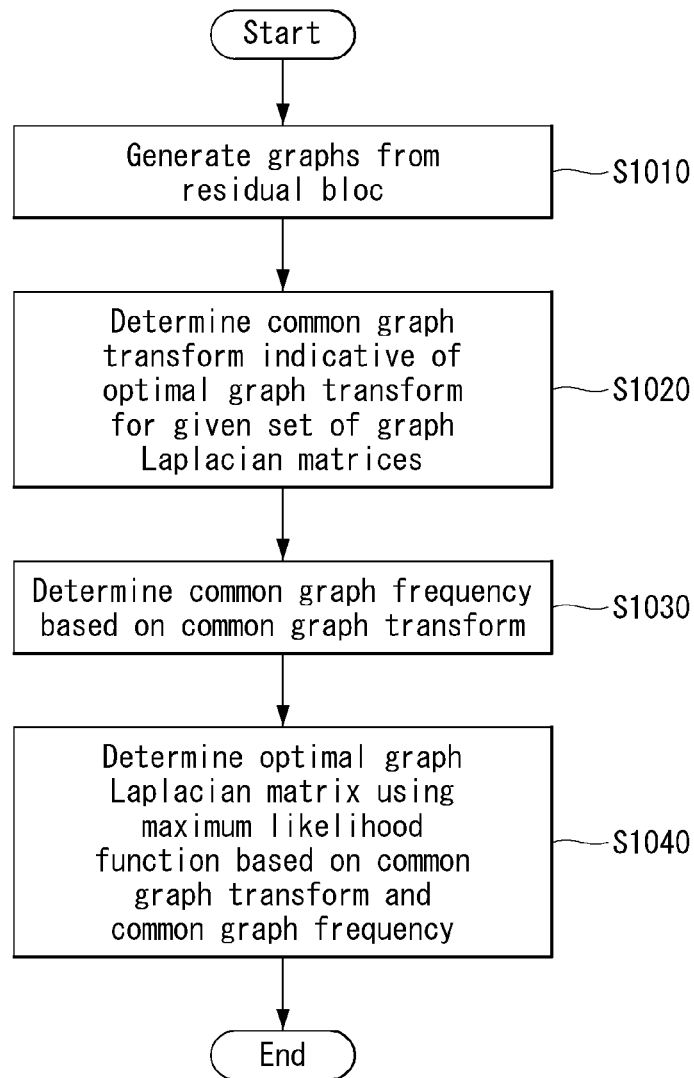 Start
Generate graphs from
residual bloc
S1010
Determine common graph
transform indicative of
optimal graph transform
for given set of graph
Laplacian matrices
S1020
Determine common graph frequency
based on common graph transform
S1030
Determine optimal graph
Laplacian matrix using
maximum likelihood
function based on common
graph transform and
common graph frequency
S1040
End